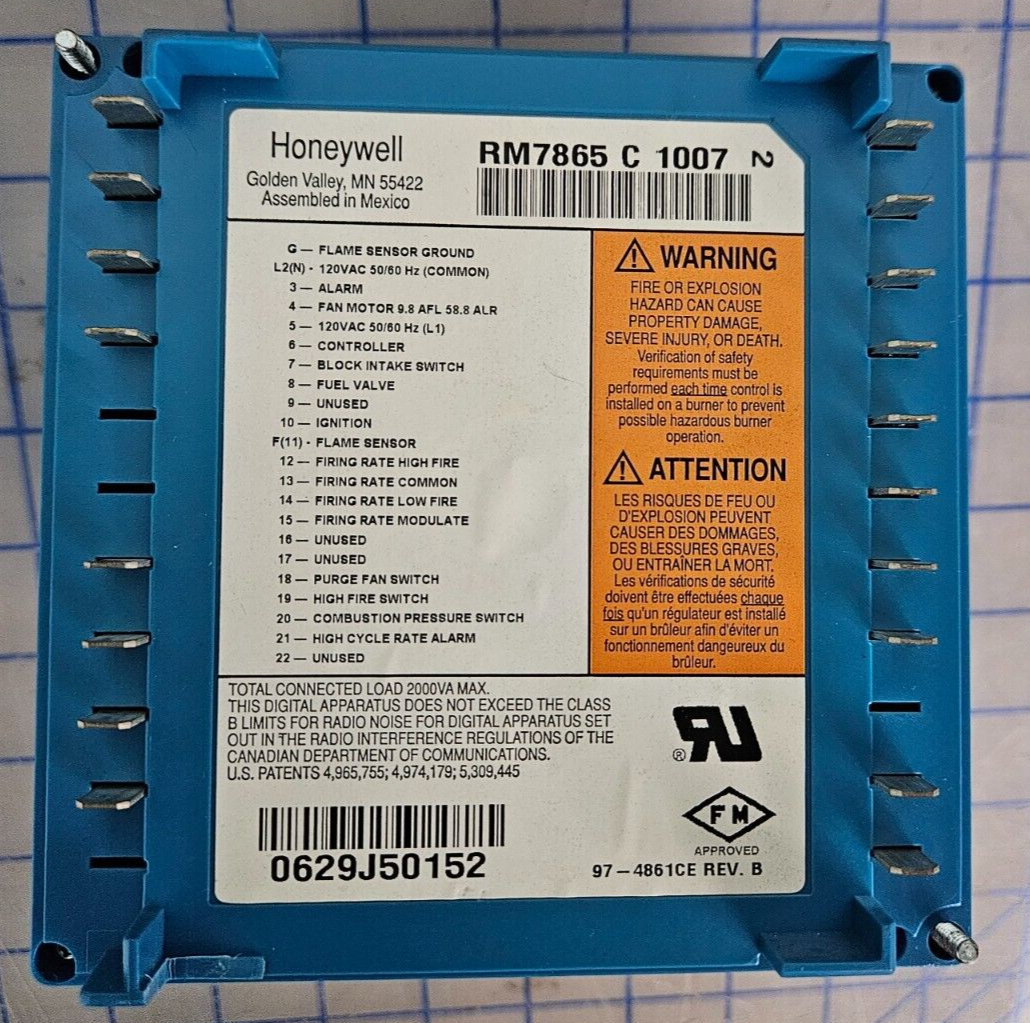 Honeywell
Golden Valley, MN 55422
Assembled in Mexico
RM7865 C 1007 2
G — FLAME SENSOR GROUND
L2(N) - 120VAC 50/60 Hz (COMMON)
3 — ALARM
4 — FAN MOTOR 9.8 AFL 58.8 ALR
5 — 120VAC 50/60 Hz (L1)
6 — CONTROLLER
7 — BLOCK INTAKE SWITCH
8 — FUEL VALVE
9 — UNUSED
10 — IGNITION
F(11) - FLAME SENSOR
12 — FIRING RATE HIGH FIRE
13 — FIRING RATE COMMON
14 — FIRING RATE LOW FIRE
15 — FIRING RATE MODULATE
16 — UNUSED
17 — UNUSED
18 — PURGE FAN SWITCH
19 — HIGH FIRE SWITCH
20 — COMBUSTION PRESSURE SWITCH
21 — HIGH CYCLE RATE ALARM
22 — UNUSED
WARNING
FIRE OR EXPLOSION
HAZARD CAN CAUSE
PROPERTY DAMAGE,
SEVERE INJURY, OR DEATH.
Verification of safety
requirements must be
performed each time control is
installed on a burner to prevent
possible hazardous burner
operation.
ATTENTION
LES RISQUES DE FEU OU
D'EXPLOSION PEUVENT
CAUSER DES DOMMAGES,
DES BLESSURES GRAVES,
OU ENTRAÎNER LA MORT.
Les vérifications de sécurité
doivent être effectuées chaque
fois qu'un régulateur est installé
sur un brûleur afin d'éviter un
fonctionnement dangeureux du
brûleur.
TOTAL CONNECTED LOAD 2000VA MAX.
THIS DIGITAL APPARATUS DOES NOT EXCEED THE CLASS
B LIMITS FOR RADIO NOISE FOR DIGITAL APPARATUS SET
OUT IN THE RADIO INTERFERENCE REGULATIONS OF THE
CANADIAN DEPARTMENT OF COMMUNICATIONS.
U.S. PATENTS 4,965,755; 4,974,179; 5,309,445
RU
®
FM
APPROVED
0629J50152
97-4861CE REV. B